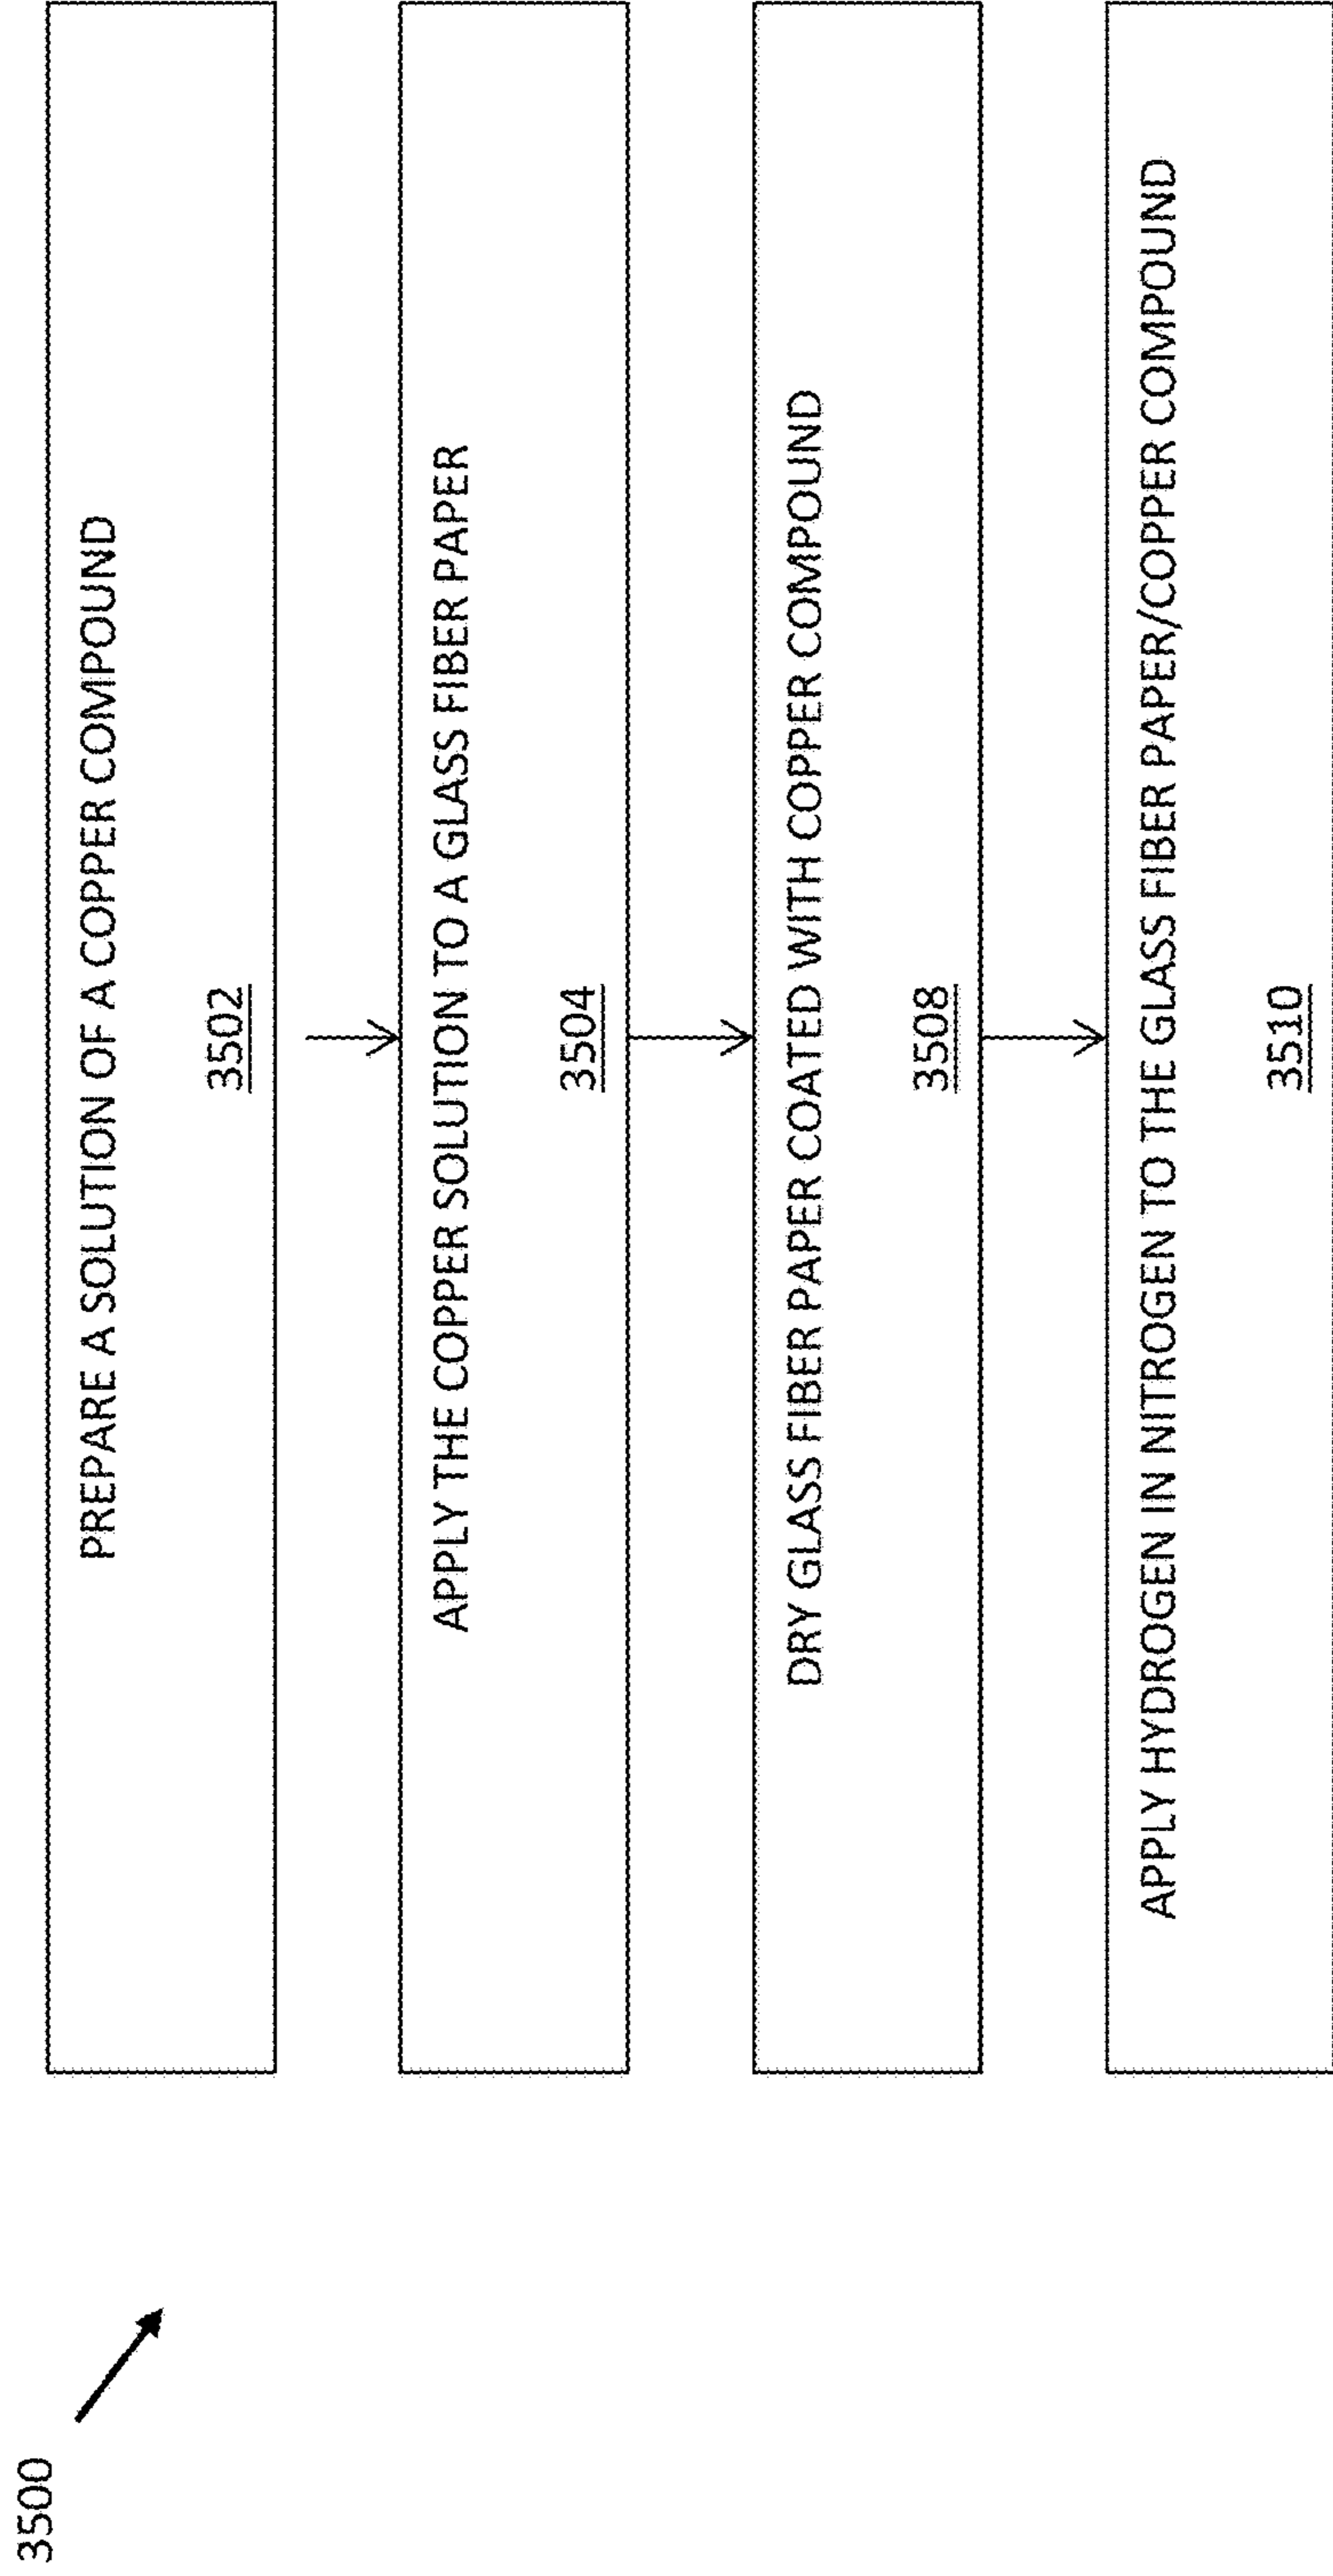 3500
PREPARE A SOLUTION OF A COPPER COMPOUND
3502
APPLY THE COPPER SOLUTION TO A GLASS FIBER PAPER
3504
DRY GLASS FIBER PAPER COATED WITH COPPER COMPOUND
3508
APPLY HYDROGEN IN NITROGEN TO THE GLASS FIBER PAPER/COPPER COMPOUND
3510